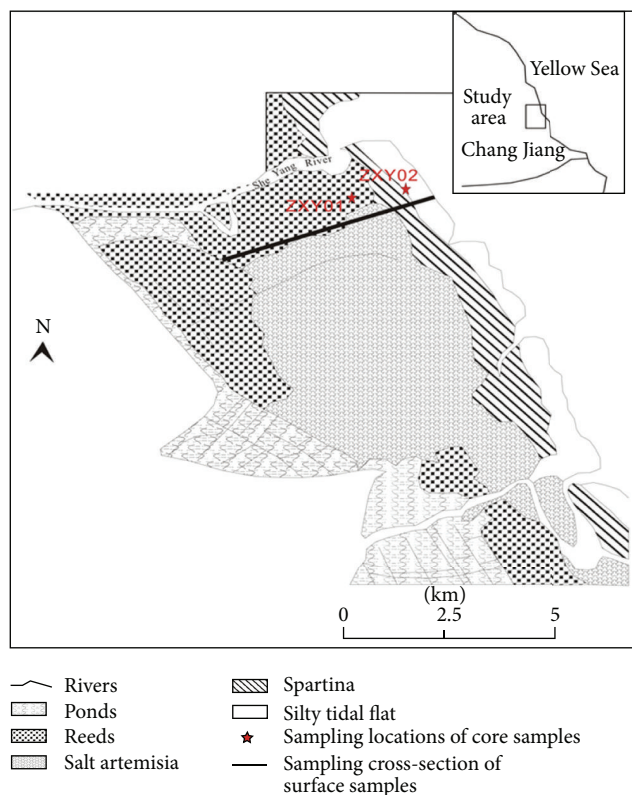 Yellow Sea
Study
area
Chang Jiang
She Yang River
ZXY02
ZXY01
N
(km)
0 2.5 5
Rivers
Ponds
Reeds
Salt artemisia
Spartina
Silty tidal flat
Sampling locations of core samples
Sampling cross-section of
surface samples